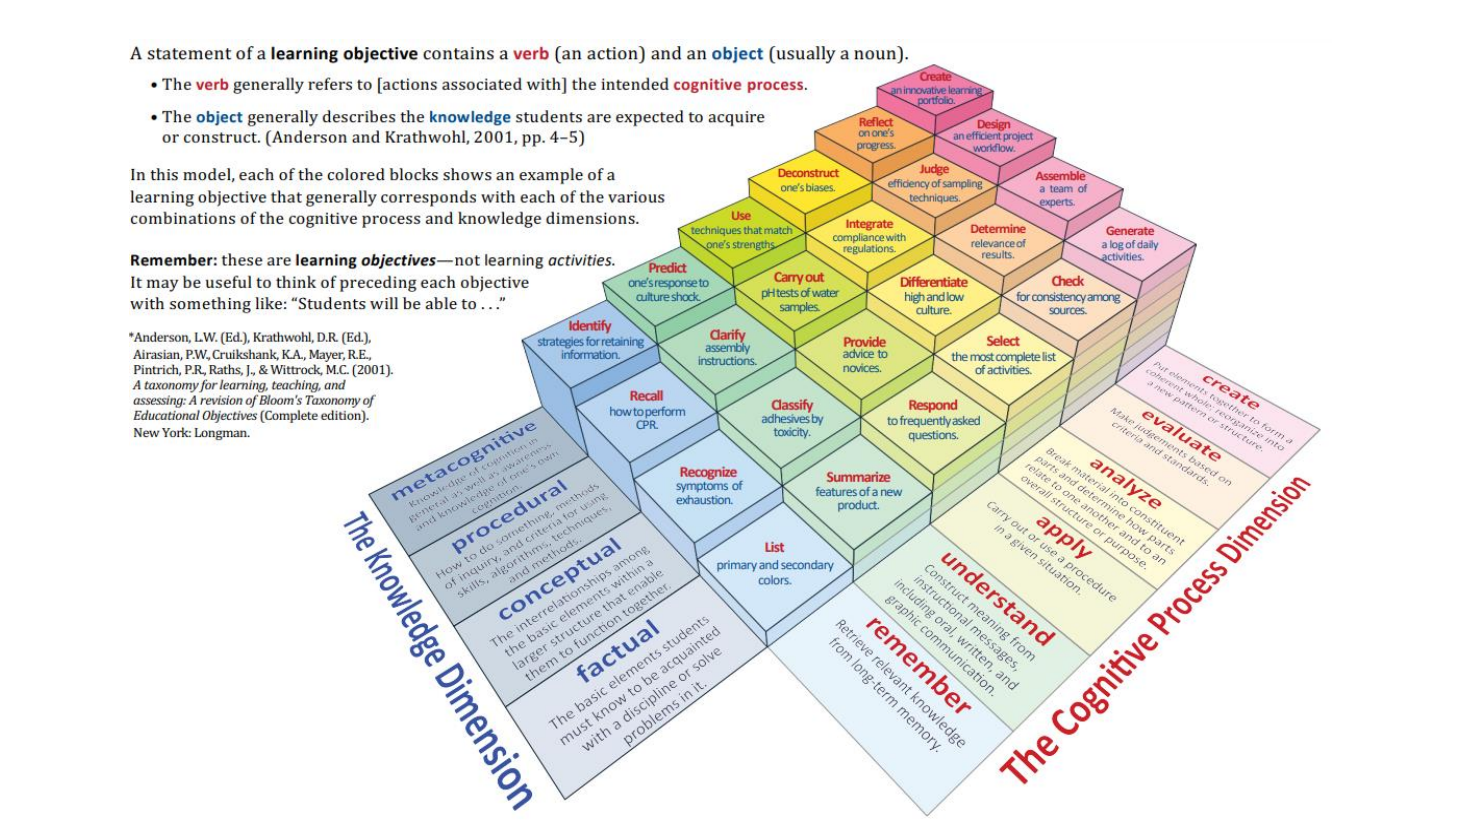 A statement of a learning objective contains a verb (an action) and an object (usually a noun).
• The verb generally refers to [actions associated with] the intended cognitive process.
• The object generally describes the knowledge students are expected to acquire
or construct. (Anderson and Krathwohl, 2001, pp. 4–5)
In this model, each of the colored blocks shows an example of a
learning objective that generally corresponds with each of the various
combinations of the cognitive process and knowledge dimensions.
Remember: these are learning objectives—not learning activities.
It may be useful to think of preceding each objective
with something like: “Students will be able to . . .”
*Anderson, L.W. (Ed.), Krathwohl, D.R. (Ed.),
Airasian, P.W., Cruikshank, K.A., Mayer, R.E.,
Pintrich, P.R., Raths, J., & Wittrock, M.C. (2001).
A taxonomy for learning, teaching, and
assessing: A revision of Bloom’s Taxonomy of
Educational Objectives (Complete edition).
New York: Longman.
Create
an innovative learning
portfolio.
Reflect
on one’s
progress.
Design
an efficient project
workflow.
Deconstruct
one’s biases.
Judge
efficiency of sampling
techniques.
Assemble
a team of
experts.
Use
techniques that match
one’s strengths.
Integrate
compliance with
regulations.
Determine
relevance of
results.
Generate
a log of daily
activities.
Predict
one’s response to
culture shock.
Carry out
pH tests of water
samples.
Differentiate
high and low
culture.
Check
for consistency among
sources.
Identify
strategies for retaining
information.
Clarify
assembly
instructions.
Provide
advice to
novices.
Select
the most complete list
of activities.
Recall
how to perform
CPR.
Classify
adhesives by
toxicity.
Respond
to frequently asked
questions.
Recognize
symptoms of
exhaustion.
Summarize
features of a new
product.
List
primary and secondary
colors.
metacognitive
Knowledge of cognition in
general as well as awareness
and knowledge of one’s own
cognition.
procedural
How to do something, methods
of inquiry, and criteria for using
skills, algorithms, techniques,
and methods.
conceptual
The interrelationships among
the basic elements within a
larger structure that enable
them to function together.
factual
The basic elements students
must know to be acquainted
with a discipline or solve
problems in it.
The Knowledge Dimension
create
Put elements together to form a
coherent whole; reorganize into
a new pattern or structure.
evaluate
Make judgements based on
criteria and standards.
analyze
Break material into constituent
parts and determine how parts
relate to one another and to an
overall structure or purpose.
apply
Carry out or use a procedure
in a given situation.
understand
Construct meaning from
instructional messages,
including oral, written, and
graphic communication.
remember
Retrieve relevant knowledge
from long-term memory.
The Cognitive Process Dimension